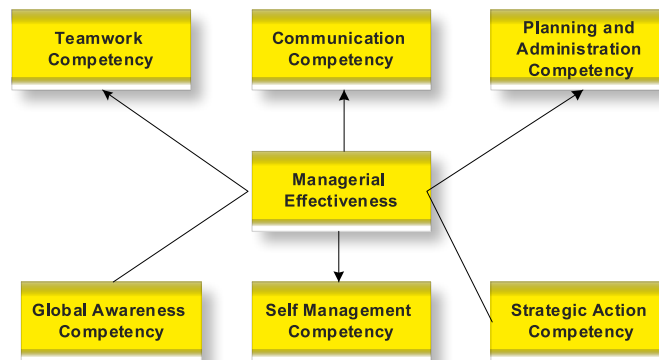 Teamwork
Competency
Communication
Competency
Planning and
Administration
Competency
Managerial
Effectiveness
Global Awareness
Competency
Self Management
Competency
Strategic Action
Competency